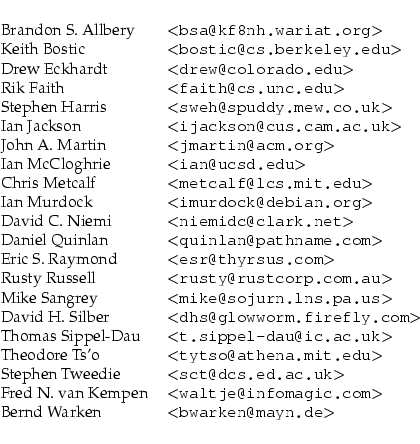 Brandon S. Allbery <bsa@kf8nh.wariat.org>
Keith Bostic <bostic@cs.berkeley.edu>
Drew Eckhardt <drew@colorado.edu>
Rik Faith <faith@cs.unc.edu>
Stephen Harris <sweh@spuddy.mew.co.uk>
Ian Jackson <ijackson@cus.cam.ac.uk>
John A. Martin <jmartin@acm.org>
Ian McCloghrie <ian@ucsd.edu>
Chris Metcalf <metcalf@lcs.mit.edu>
Ian Murdock <imurdock@debian.org>
David C. Niemi <niemidc@clark.net>
Daniel Quinlan <quinlan@pathname.com>
Eric S. Raymond <esr@thyrsus.com>
Rusty Russell <rusty@rustcorp.com.au>
Mike Sangrey <mike@sojurn.lns.pa.us>
David H. Silber <dhs@glowworm.firefly.com>
Thomas Sippel-Dau <t.sippel-dau@ic.ac.uk>
Theodore Ts'o <tytso@athena.mit.edu>
Stephen Tweedie <sct@dcs.ed.ac.uk>
Fred N. van Kempen <waltje@infomagic.com>
Bernd Warken <bwarken@mayn.de>